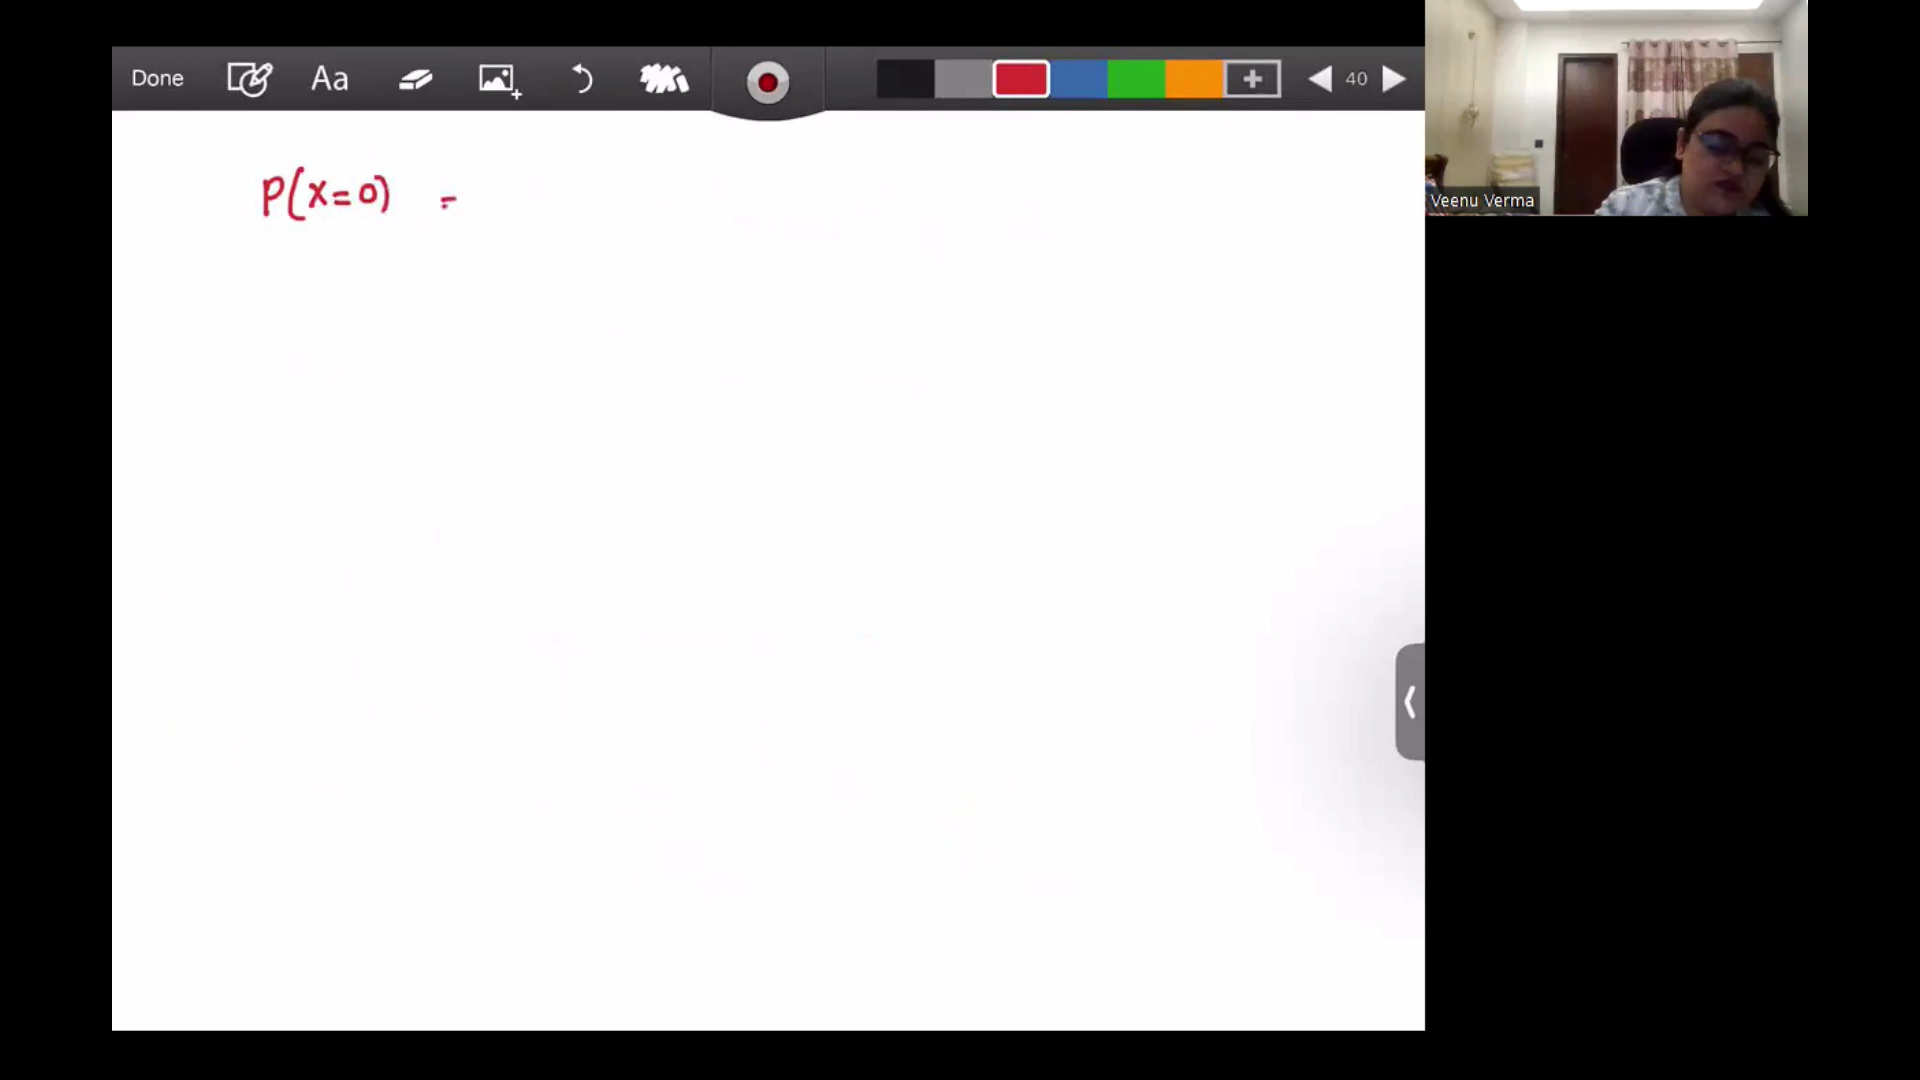 Done Aa 40
P(x=0) =
Veenu Verma